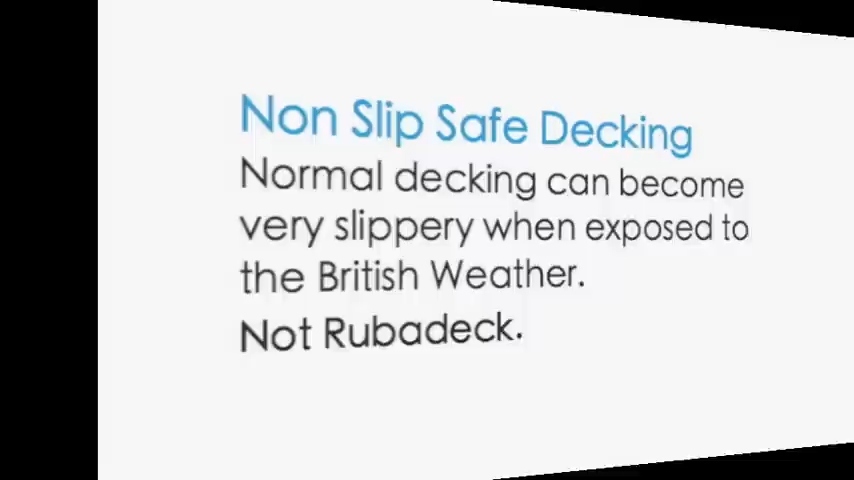 Non Slip Safe Decking
Normal decking can become
very slippery when exposed to
the British Weather.
Not Rubadeck.